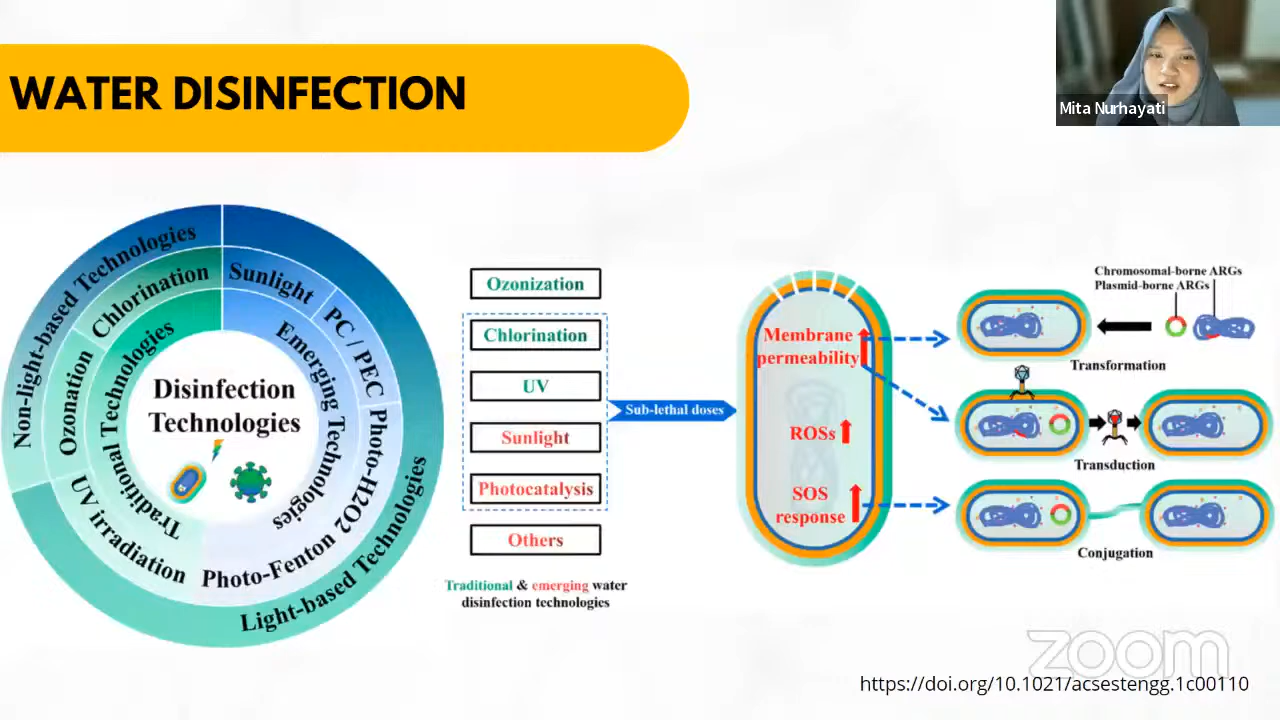 WATER DISINFECTION
Mita Nurhayati
Non-light-based Technologies
Light-based Technologies
Chlorination
Ozonation
UV irradiation
Sunlight
PC / PEC
Photo-H2O2
Photo-Fenton
Traditional Technologies
Emerging Technologies
Disinfection
Technologies
Ozonization
Chlorination
UV
Sunlight
Photocatalysis
Others
Traditional & emerging water
disinfection technologies
Sub-lethal doses
Membrane
permeability
ROSs
SOS
response
Chromosomal-borne ARGs
Plasmid-borne ARGs
Transformation
Transduction
Conjugation
zoom
https://doi.org/10.1021/acsestengg.1c00110